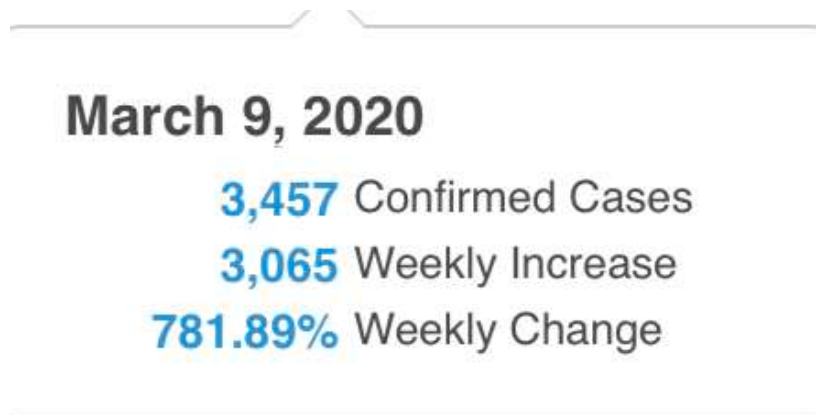 March 9, 2020
3,457 Confirmed Cases
3,065 Weekly Increase
781.89% Weekly Change